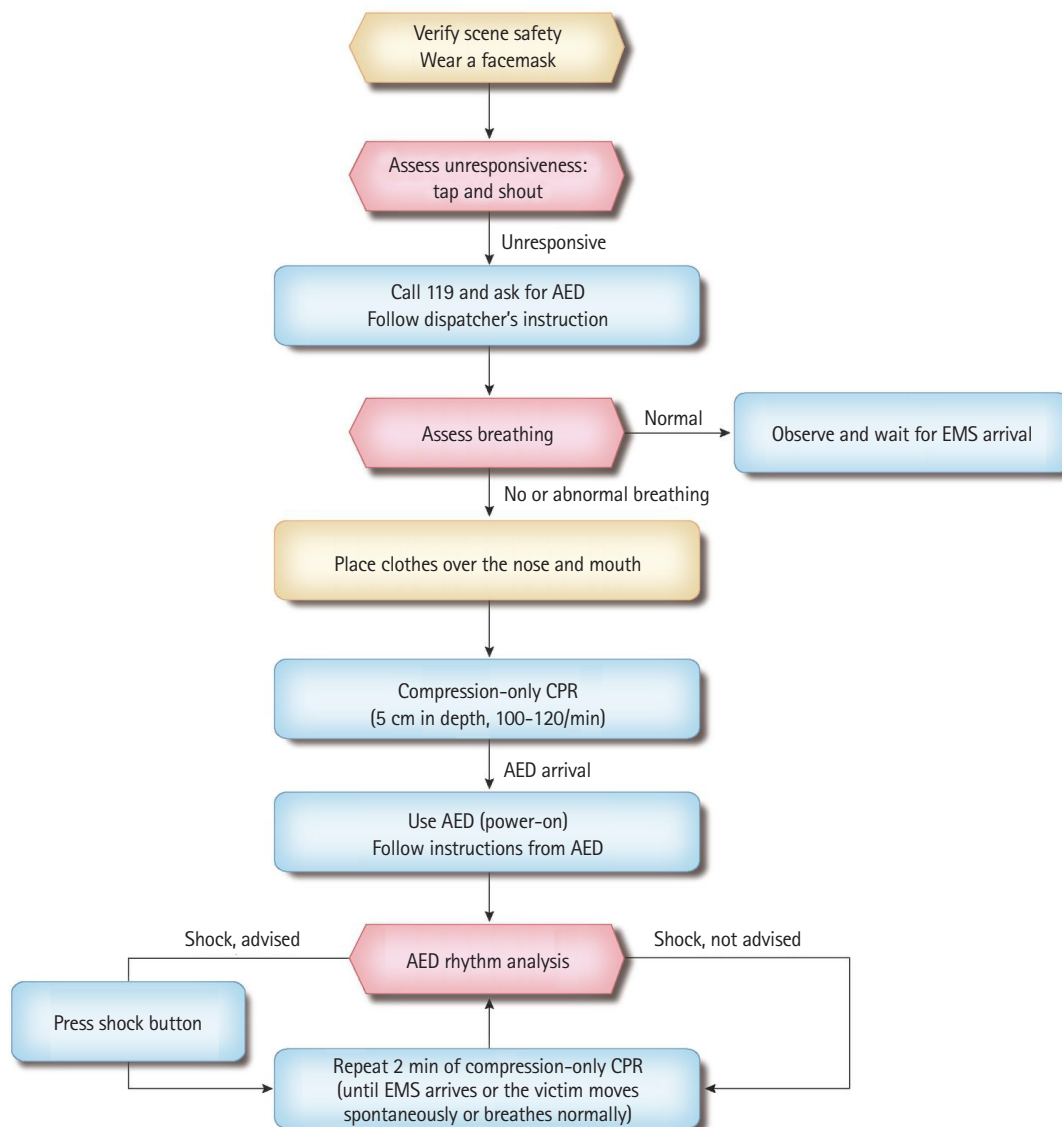 Verify scene safety
Wear a facemask
Assess unresponsiveness:
tap and shout
Unresponsive
Call 119 and ask for AED
Follow dispatcher's instruction
Assess breathing
Normal
Observe and wait for EMS arrival
No or abnormal breathing
Place clothes over the nose and mouth
Compression-only CPR
(5 cm in depth, 100-120/min)
AED arrival
Use AED (power-on)
Follow instructions from AED
Shock, advised
AED rhythm analysis
Shock, not advised
Press shock button
Repeat 2 min of compression-only CPR
(until EMS arrives or the victim moves
spontaneously or breathes normally)